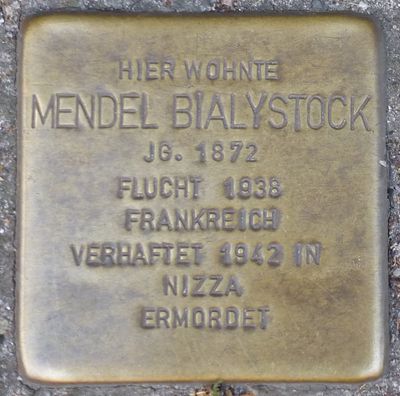 HIER WOHNTE
MENDEL BIALYSTOCK
JG. 1872
FLUCHT 1938
FRANKREICH
VERHAFTET 1942 IN
NIZZA
ERMORDET